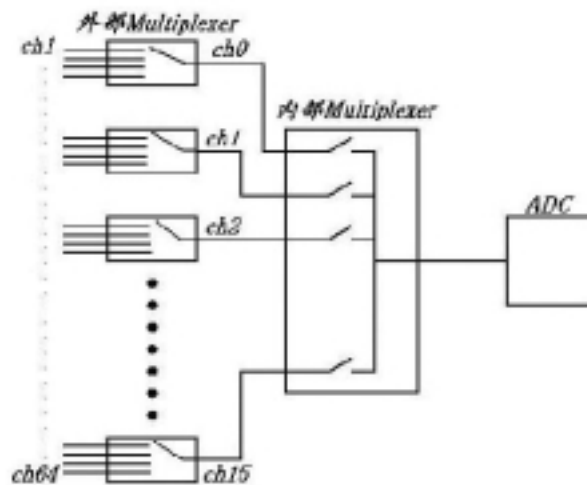 外部Multiplexer
ch1
ch0
内部Multiplexer
ch1
ADC
ch2
ch64
ch15